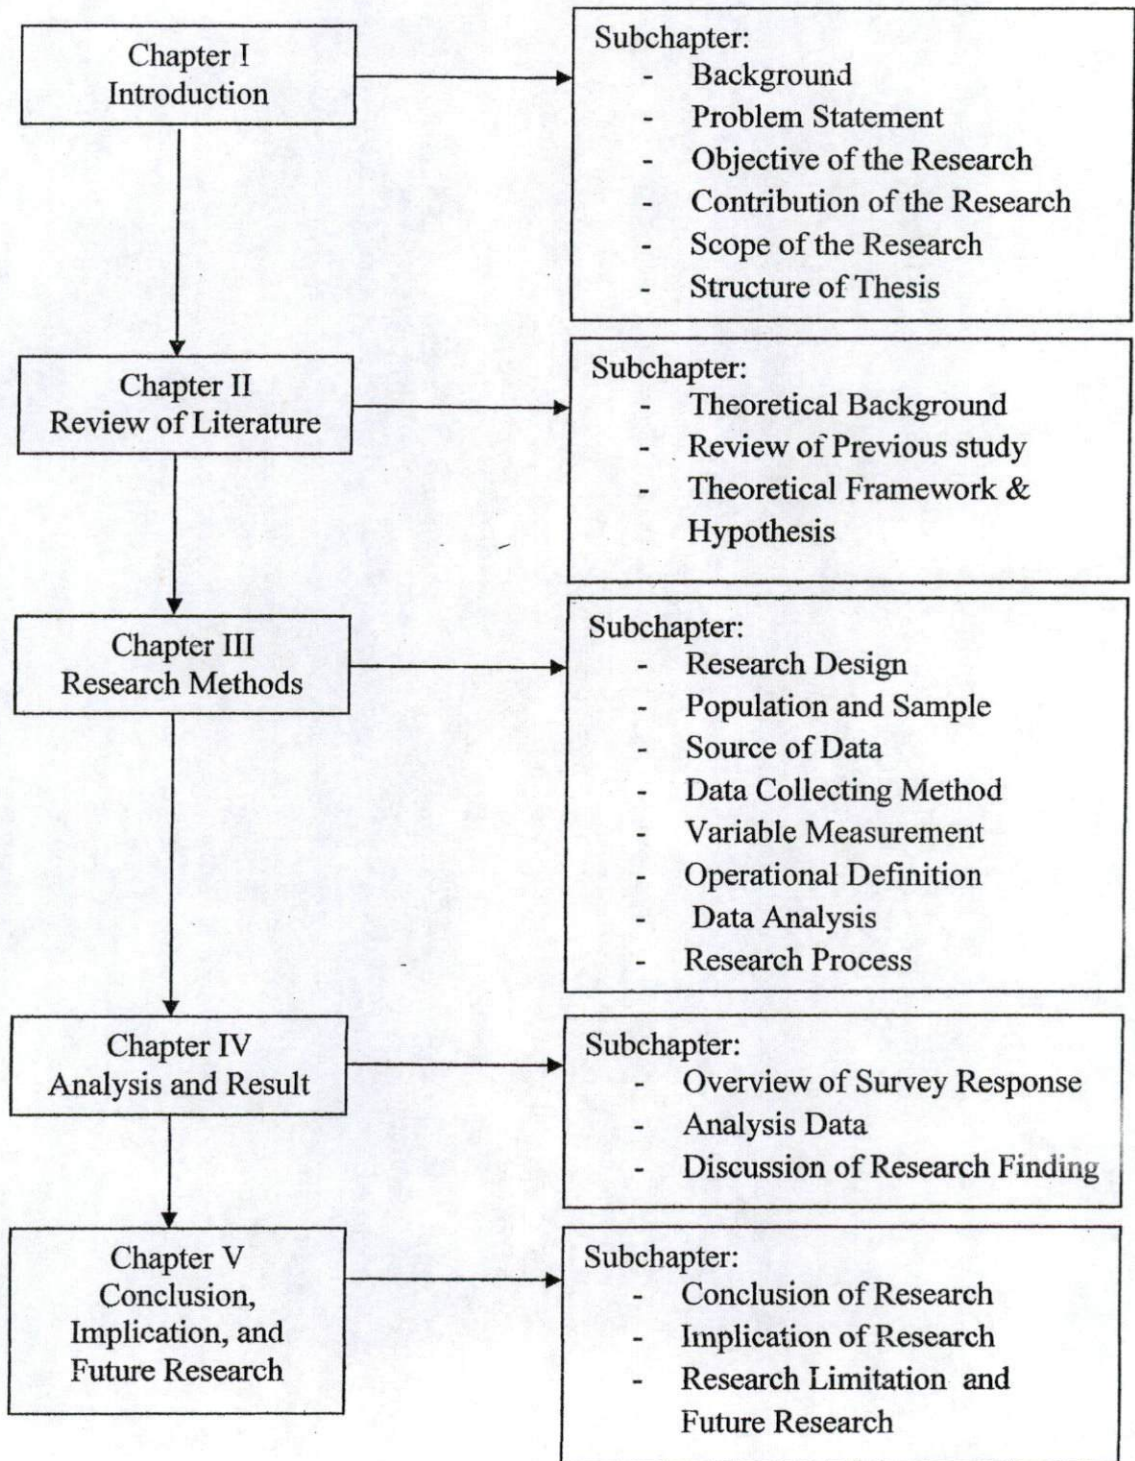 Chapter I
Introduction
Subchapter:
- Background
- Problem Statement
- Objective of the Research
- Contribution of the Research
- Scope of the Research
- Structure of Thesis
Chapter II
Review of Literature
Subchapter:
- Theoretical Background
- Review of Previous study
- Theoretical Framework &
Hypothesis
Chapter III
Research Methods
Subchapter:
- Research Design
- Population and Sample
- Source of Data
- Data Collecting Method
- Variable Measurement
- Operational Definition
- Data Analysis
- Research Process
Chapter IV
Analysis and Result
Subchapter:
- Overview of Survey Response
- Analysis Data
- Discussion of Research Finding
Chapter V
Conclusion,
Implication, and
Future Research
Subchapter:
- Conclusion of Research
- Implication of Research
- Research Limitation and
Future Research